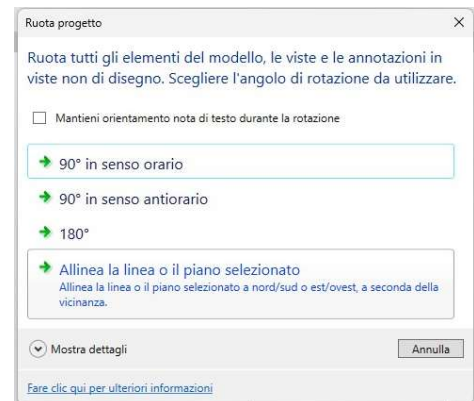 Ruota progetto
Ruota tutti gli elementi del modello, le viste e le annotazioni in
viste non di disegno. Scegliere l'angolo di rotazione da utilizzare.
Mantieni orientamento nota di testo durante la rotazione
90° in senso orario
90° in senso antiorario
180°
Allinea la linea o il piano selezionato
Allinea la linea o il piano selezionato a nord/sud o est/ovest, a seconda della
vicinanza.
Mostra dettagli
Annulla
Fare clic qui per ulteriori informazioni